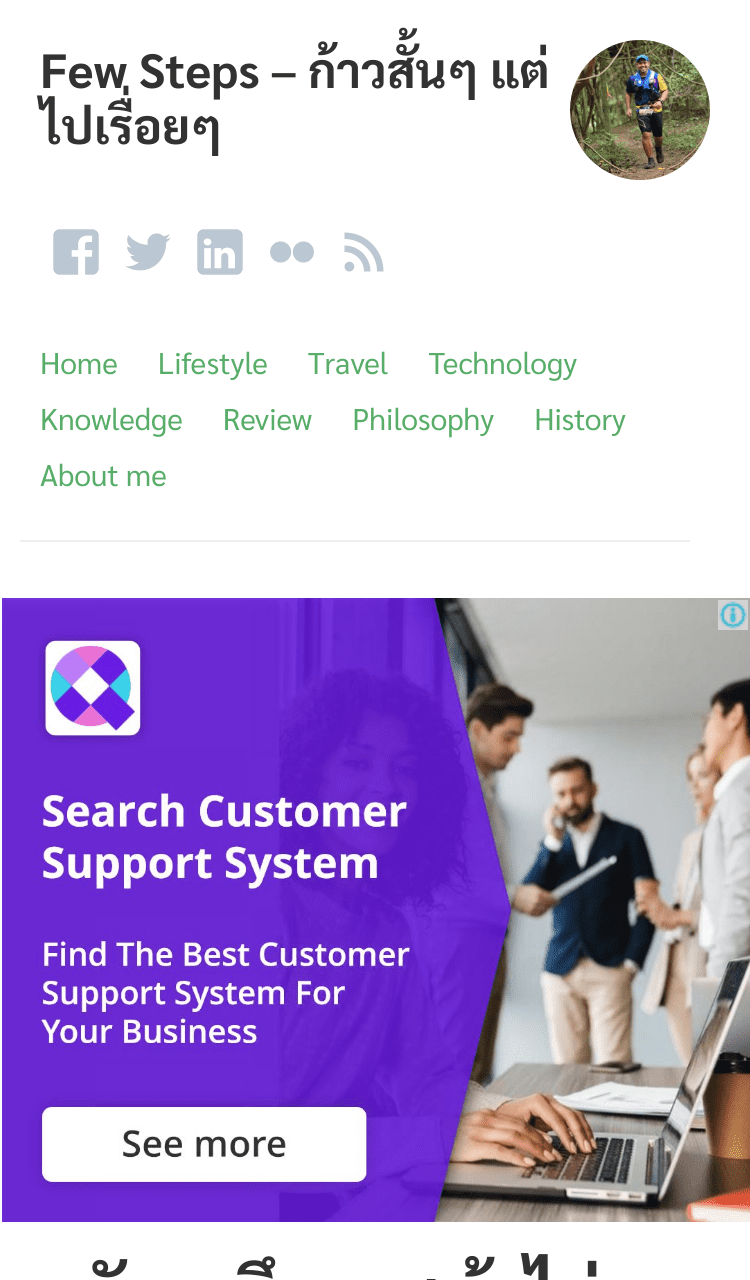 Few Steps – ก้าวสั้นๆ แต่
ไปเรื่อยๆ
Home Lifestyle Travel Technology
Knowledge Review Philosophy History
About me
Search Customer
Support System
Find The Best Customer
Support System For
Your Business
See more